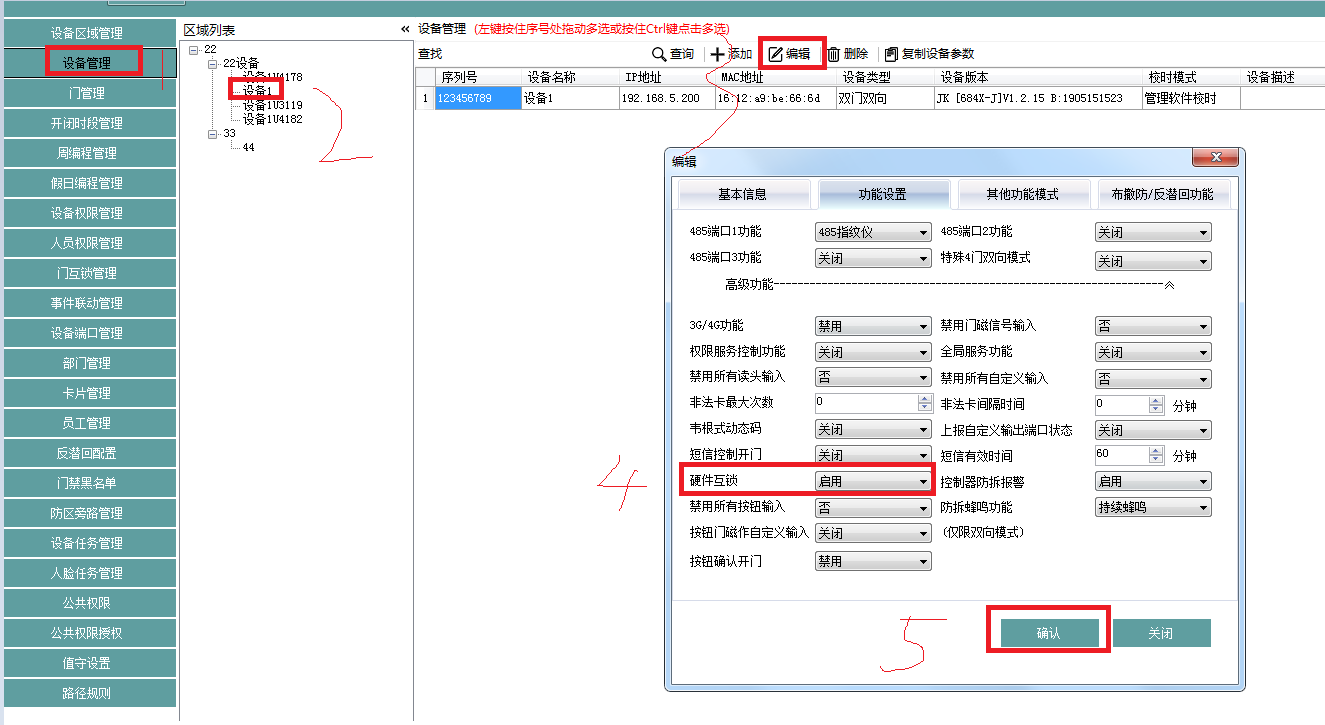 设备区域管理
设备管理
门管理
开闭时段管理
周编程管理
假日编程管理
设备权限管理
人员权限管理
门互锁管理
事件联动管理
设备端口管理
部门管理
卡片管理
员工管理
反潜回配置
门禁黑名单
防区旁路管理
设备任务管理
人脸任务管理
公共权限
公共权限授权
值守设置
路径规则
1
区域列表 «
22
22设备
设备1U4178
设备1
设备1U3119
设备1U4182
33
44
2
设备管理 (左键按住序号处拖动多选或按住Ctrl键点击多选)
查找 查询 添加 编辑 删除 复制设备参数
序列号 设备名称 IP地址 MAC地址 设备类型 设备版本 校时模式 设备描述
1 123456789 设备1 192.168.5.200 16:12:a9:be:66:6d 双门双向 JK [684X-J]V1.2.15 B:1905151523 管理软件校时
3
编辑 X
基本信息 功能设置 其他功能模式 布撤防/反潜回功能
485端口1功能 485指纹仪 485端口2功能 关闭
485端口3功能 关闭 特殊4门双向模式 关闭
高级功能
3G/4G功能 禁用 禁用门磁信号输入 否
权限服务控制功能 关闭 全局服务功能 关闭
禁用所有读头输入 否 禁用所有自定义输入 否
非法卡最大次数 0 非法卡间隔时间 0 分钟
韦根式动态码 关闭 上报自定义输出端口状态 关闭
短信控制开门 关闭 短信有效时间 60 分钟
4
硬件互锁 启用 控制器防拆报警 启用
禁用所有按钮输入 否 防拆蜂鸣功能 持续蜂鸣
按钮门磁作自定义输入 关闭 (仅限双向模式)
按钮确认开门 禁用
5
确认 关闭